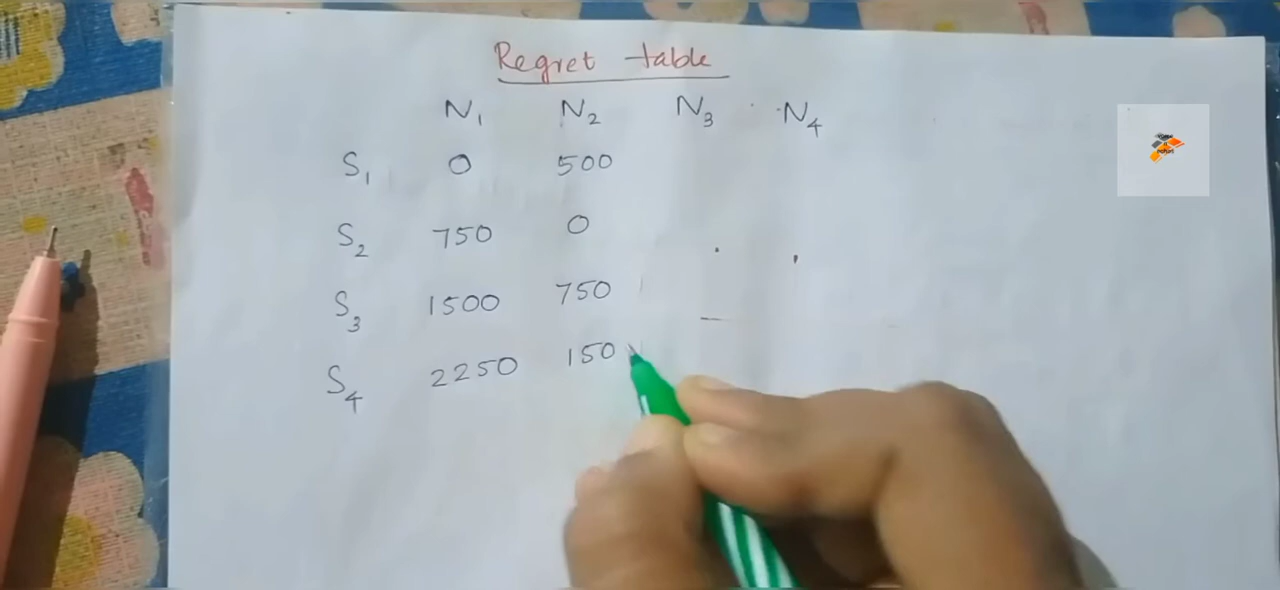 Regret table
N1 N2 N3 N4
S1 0 500
S2 750 0
S3 1500 750
S4 2250 150